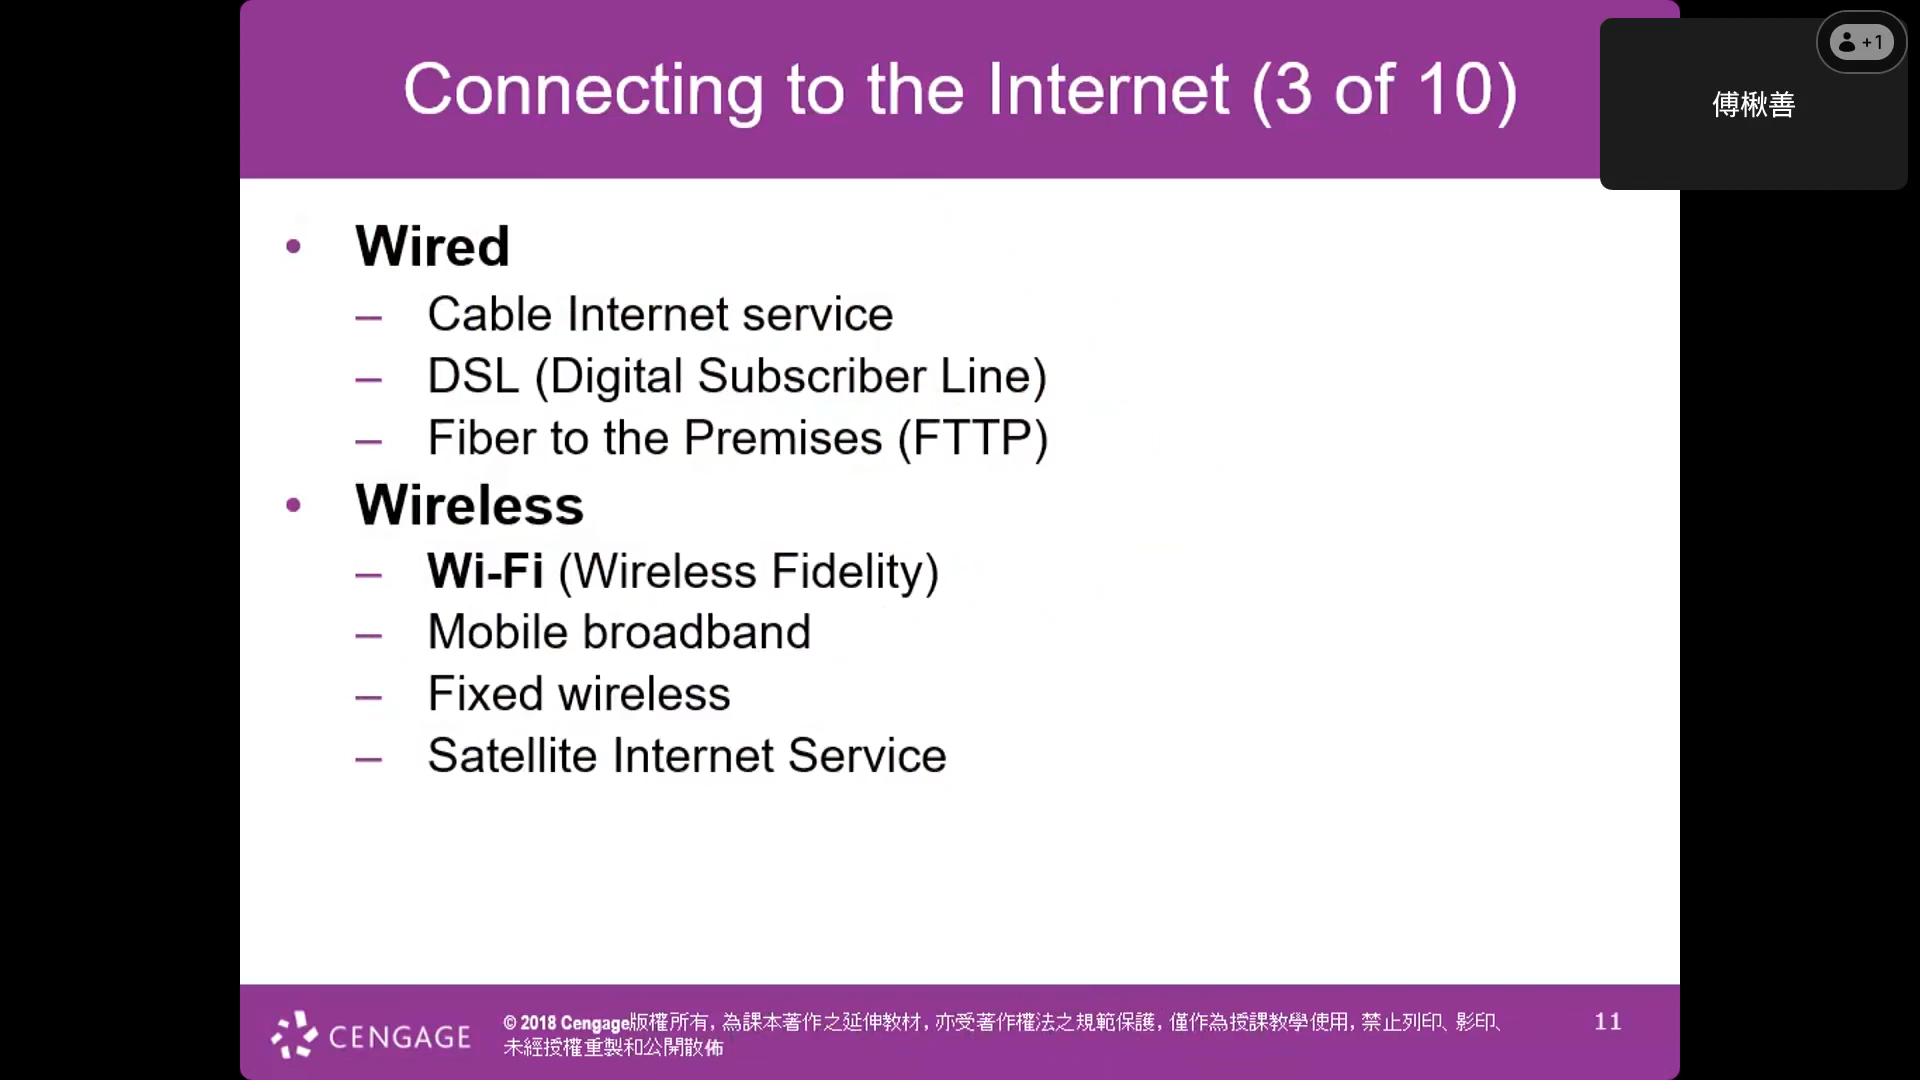 Connecting to the Internet (3 of 10)
+1
傅楸善
• Wired
– Cable Internet service
– DSL (Digital Subscriber Line)
– Fiber to the Premises (FTTP)
• Wireless
– Wi-Fi (Wireless Fidelity)
– Mobile broadband
– Fixed wireless
– Satellite Internet Service
CENGAGE
© 2018 Cengage版權所有, 為課本著作之延伸教材, 亦受著作權法之規範保護, 僅作為授課教學使用, 禁止列印、影印、
未經授權重製和公開散佈
11